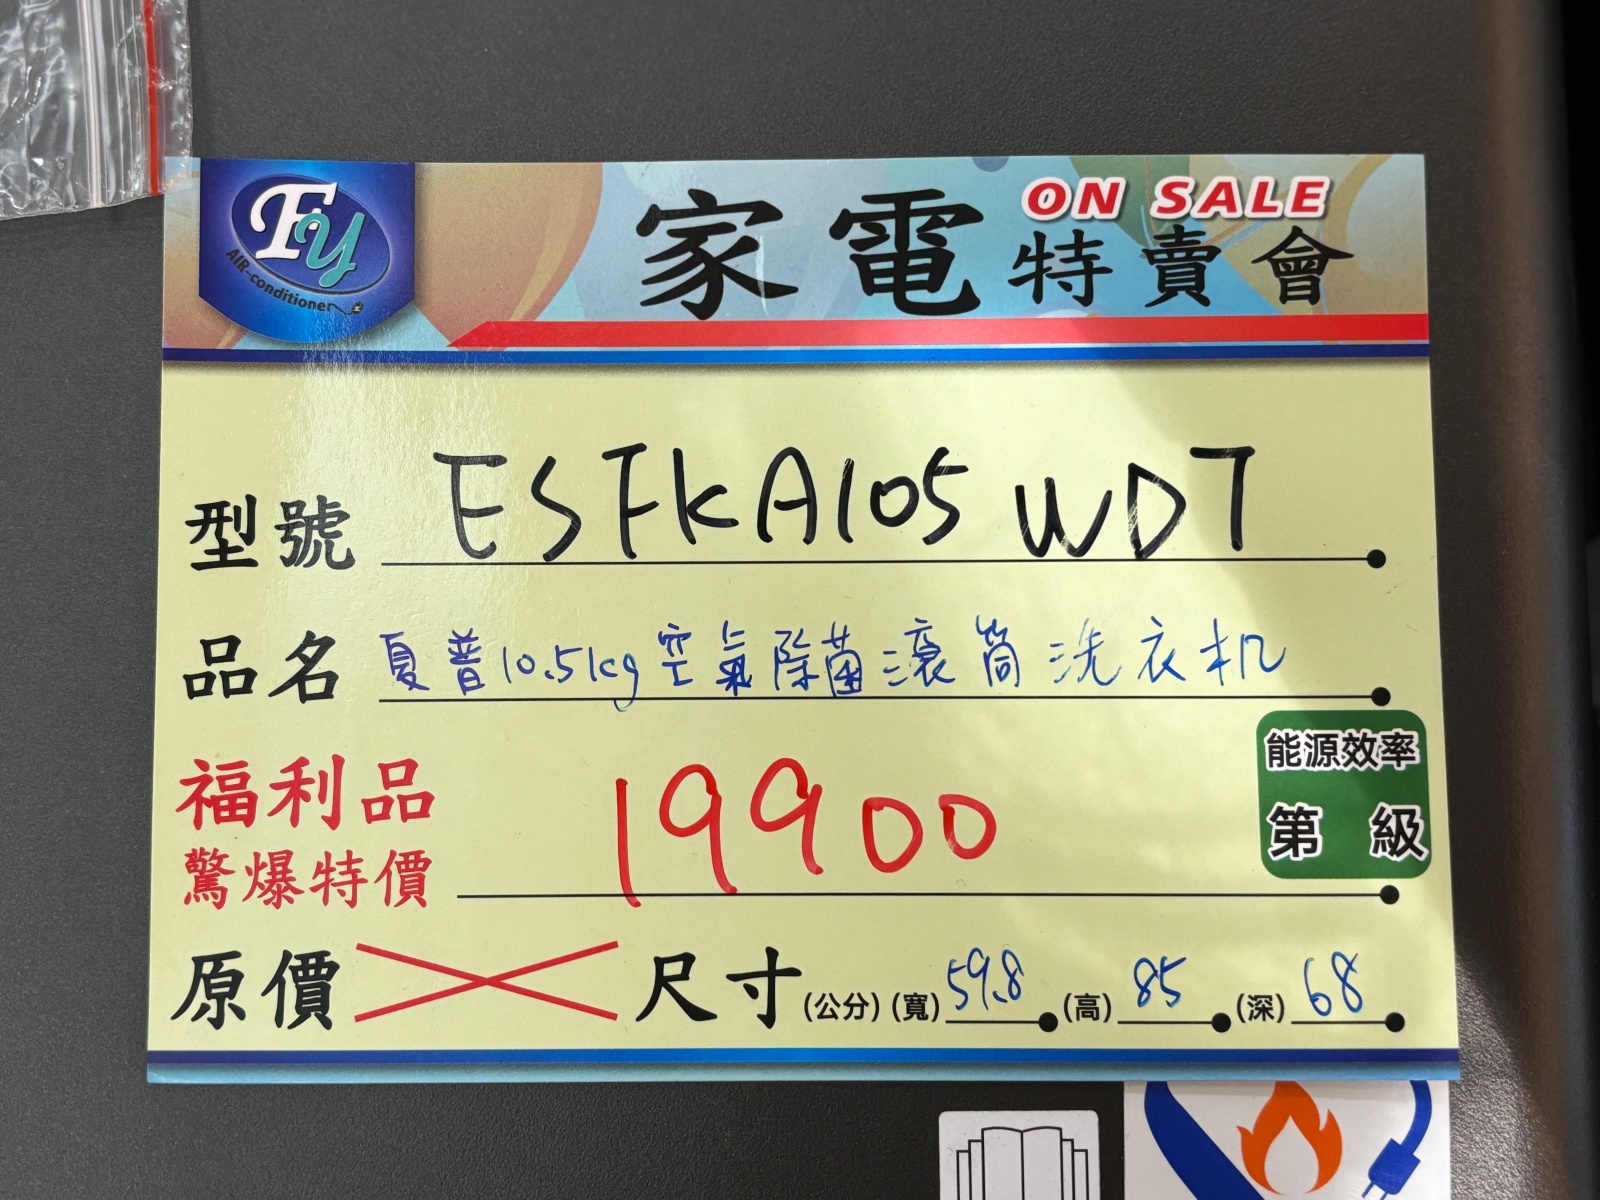 FY
AIR-conditioner
家電
ON SALE
特賣會
型號 ESFKA105WDT
品名 夏普10.5kg空氣除菌滾筒洗衣机
福利品
驚爆特價 19900
能源效率
第 級
原價 尺寸(公分)(寬)59.8(高)85(深)68